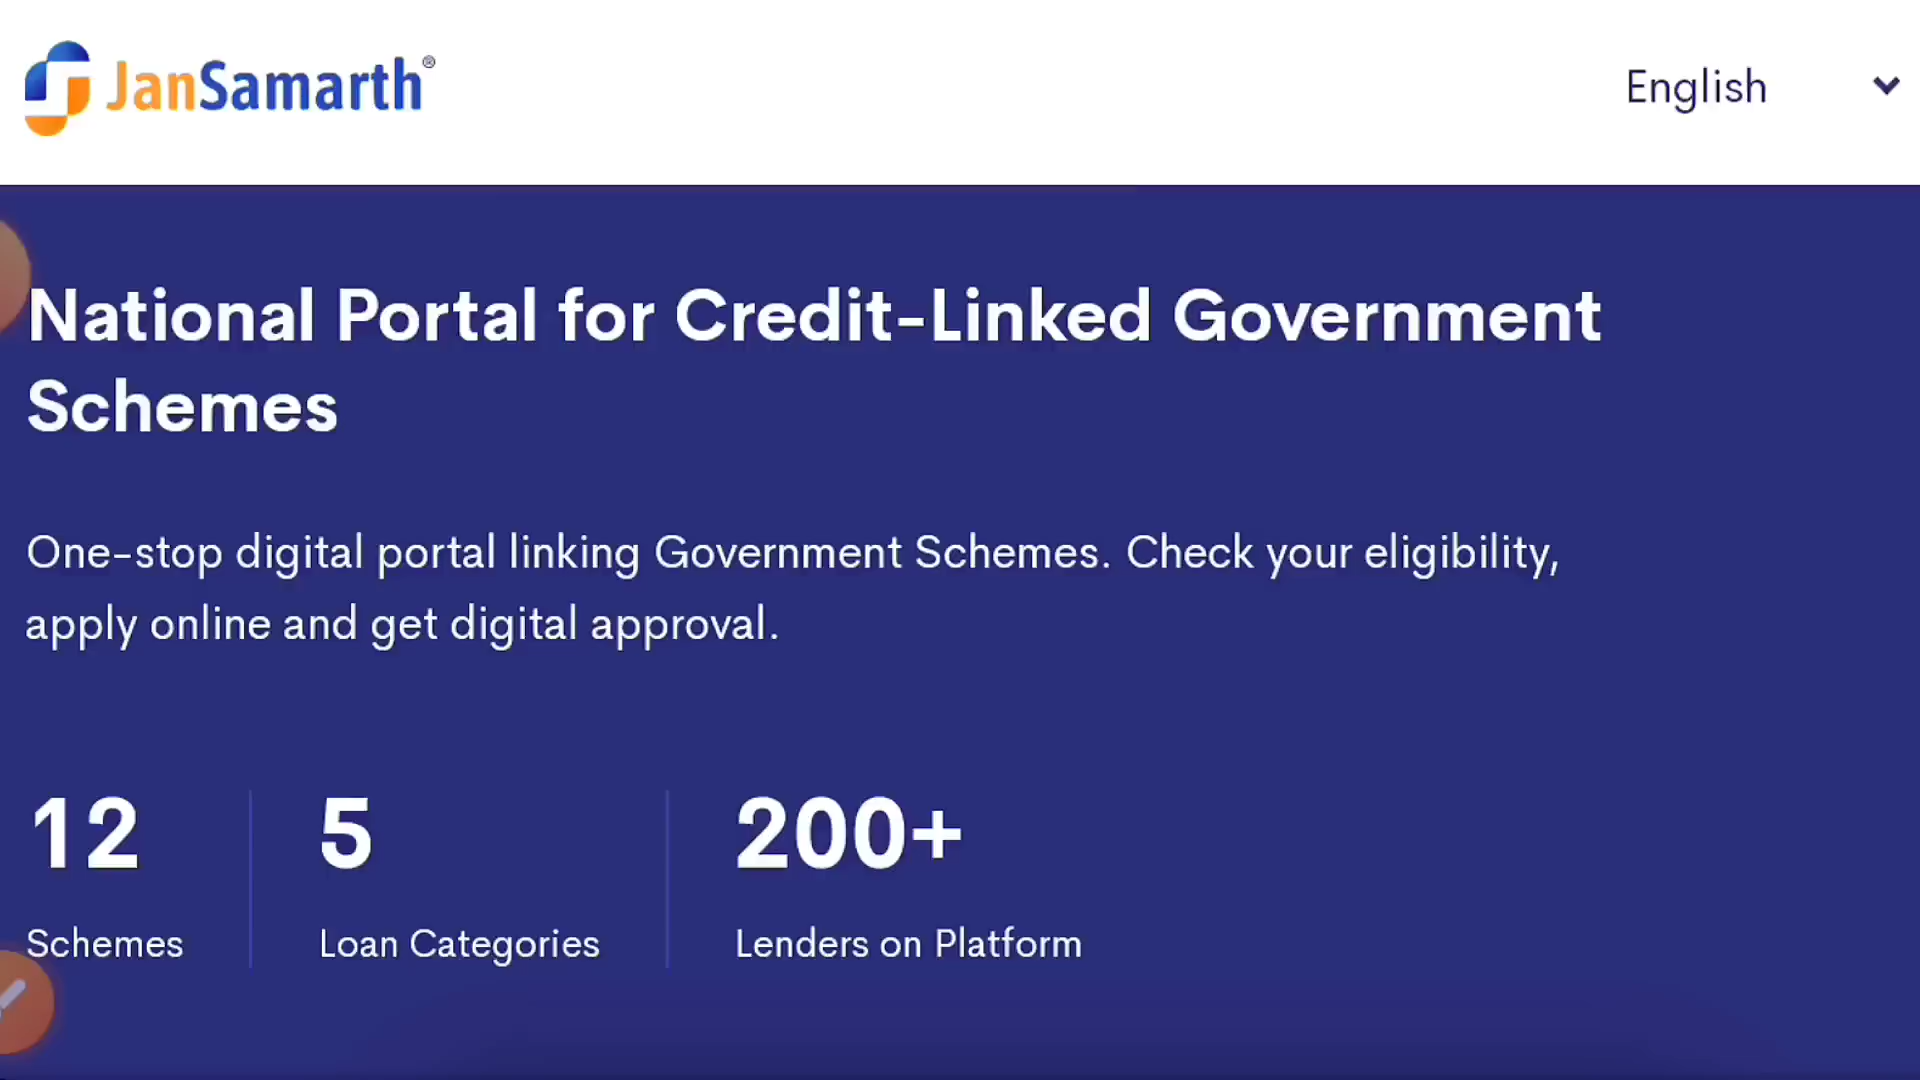 JanSamarth®
English
National Portal for Credit-Linked Government
Schemes
One-stop digital portal linking Government Schemes. Check your eligibility,
apply online and get digital approval.
12
5
200+
Schemes
Loan Categories
Lenders on Platform